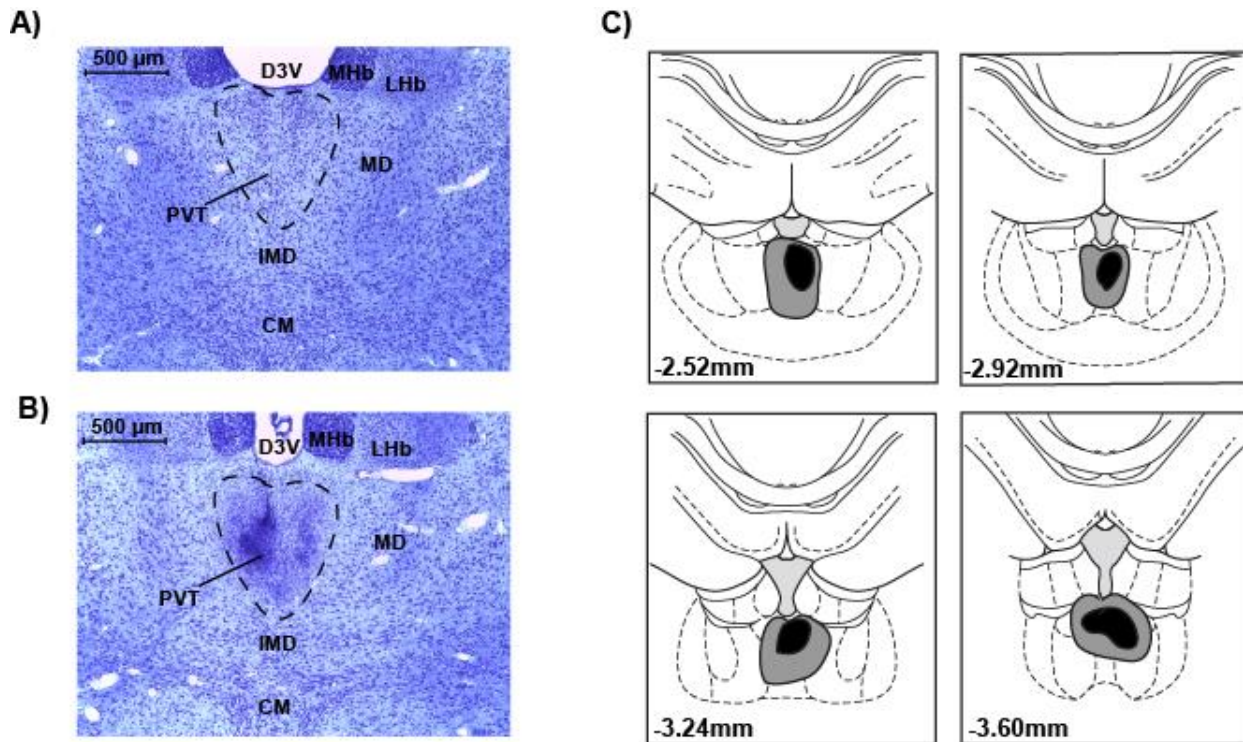 A)
500 µm
D3V
MHb
LHb
MD
PVT
IMD
CM
B)
500 µm
D3V
MHb
LHb
MD
PVT
IMD
CM
C)
-2.52mm
-2.92mm
-3.24mm
-3.60mm